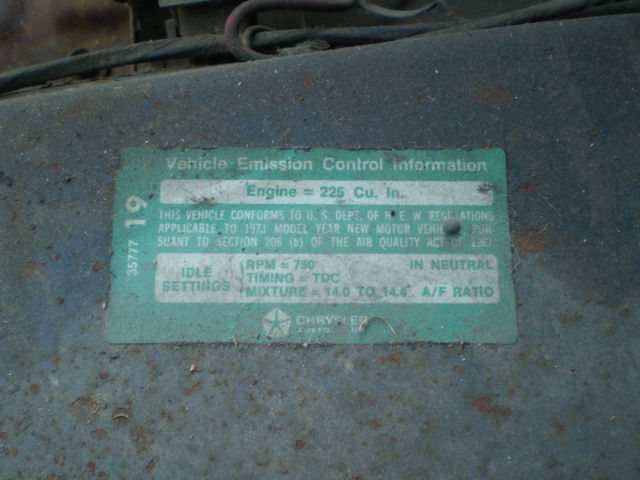 Vehicle Emission Control Information
Engine = 225 Cu. In.
THIS VEHICLE CONFORMS TO U. S. DEPT. OF H. E. W. REGULATIONS
APPLICABLE TO 1971 MODEL YEAR NEW MOTOR VEHICLES PUR-
SUANT TO SECTION 206 (b) OF THE AIR QUALITY ACT OF 1967.
35777 19
IDLE SETTINGS
RPM = 750 IN NEUTRAL
TIMING = TDC
MIXTURE = 14.0 TO 14.4 A/F RATIO
CHRYSLER